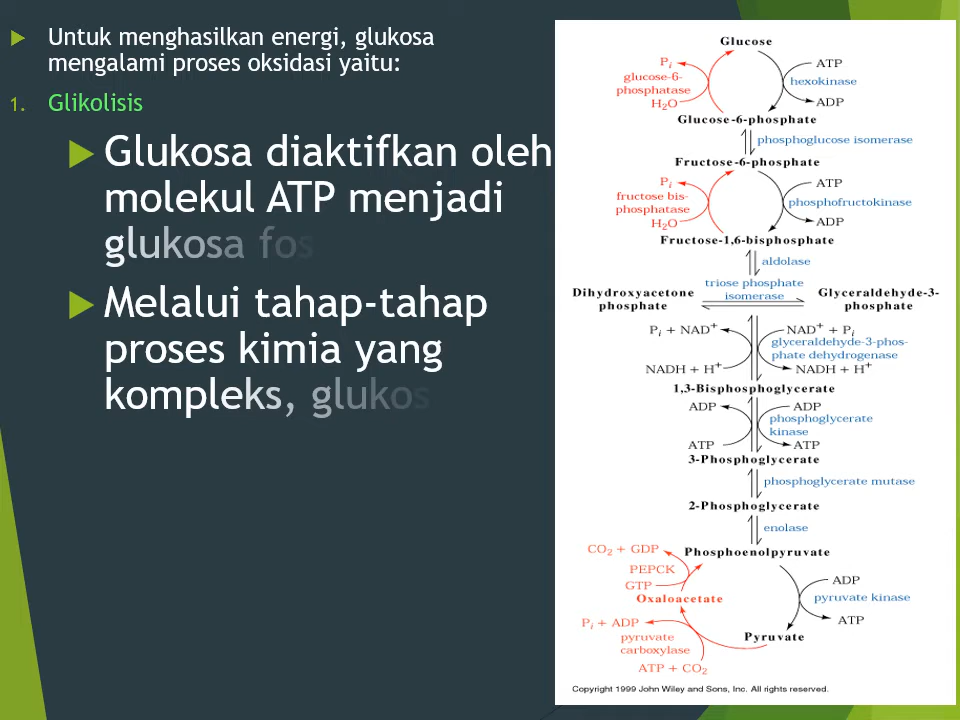 Untuk menghasilkan energi, glukosa
mengalami proses oksidasi yaitu:
1. Glikolisis
Glukosa diaktifkan oleh
molekul ATP menjadi
glukosa fos
Melalui tahap-tahap
proses kimia yang
kompleks, glukos
Glucose
Pi
glucose-6-
phosphatase
H2O
ATP
hexokinase
ADP
Glucose-6-phosphate
phosphoglucose isomerase
Fructose-6-phosphate
Pi
fructose bis-
phosphatase
H2O
ATP
phosphofructokinase
ADP
Fructose-1,6-bisphosphate
aldolase
triose phosphate
isomerase
Dihydroxyacetone
phosphate
Glyceraldehyde-3-
phosphate
Pi + NAD+
NADH + H+
NAD+ + Pi
glyceraldehyde-3-phos-
phate dehydrogenase
NADH + H+
1,3-Bisphosphoglycerate
ADP
ATP
ADP
phosphoglycerate
kinase
ATP
3-Phosphoglycerate
phosphoglycerate mutase
2-Phosphoglycerate
enolase
Phosphoenolpyruvate
CO2 + GDP
PEPCK
GTP
Oxaloacetate
ADP
pyruvate kinase
ATP
Pi + ADP
pyruvate
carboxylase
ATP + CO2
Pyruvate
Copyright 1999 John Wiley and Sons, Inc. All rights reserved.